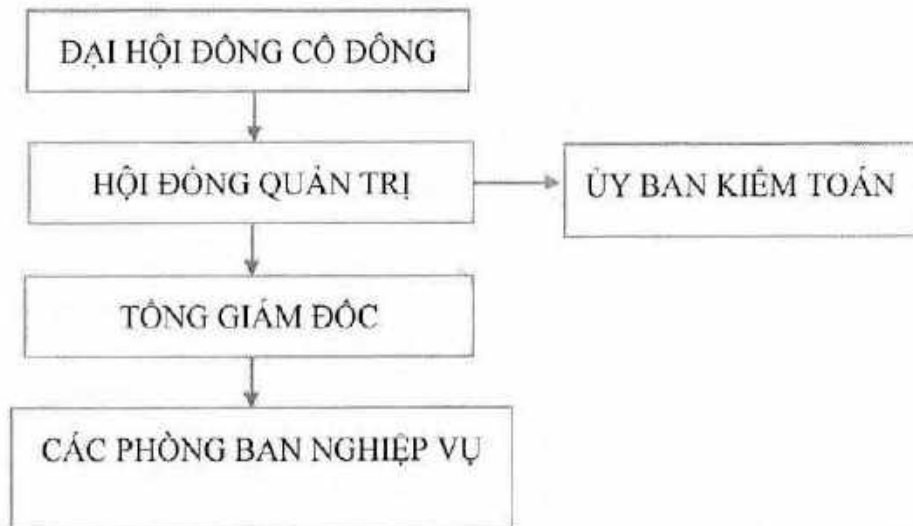 ĐẠI HỘI ĐỒNG CỔ ĐÔNG
HỘI ĐỒNG QUẢN TRỊ
ỦY BAN KIỂM TOÁN
TỔNG GIÁM ĐỐC
CÁC PHÒNG BAN NGHIỆP VỤ